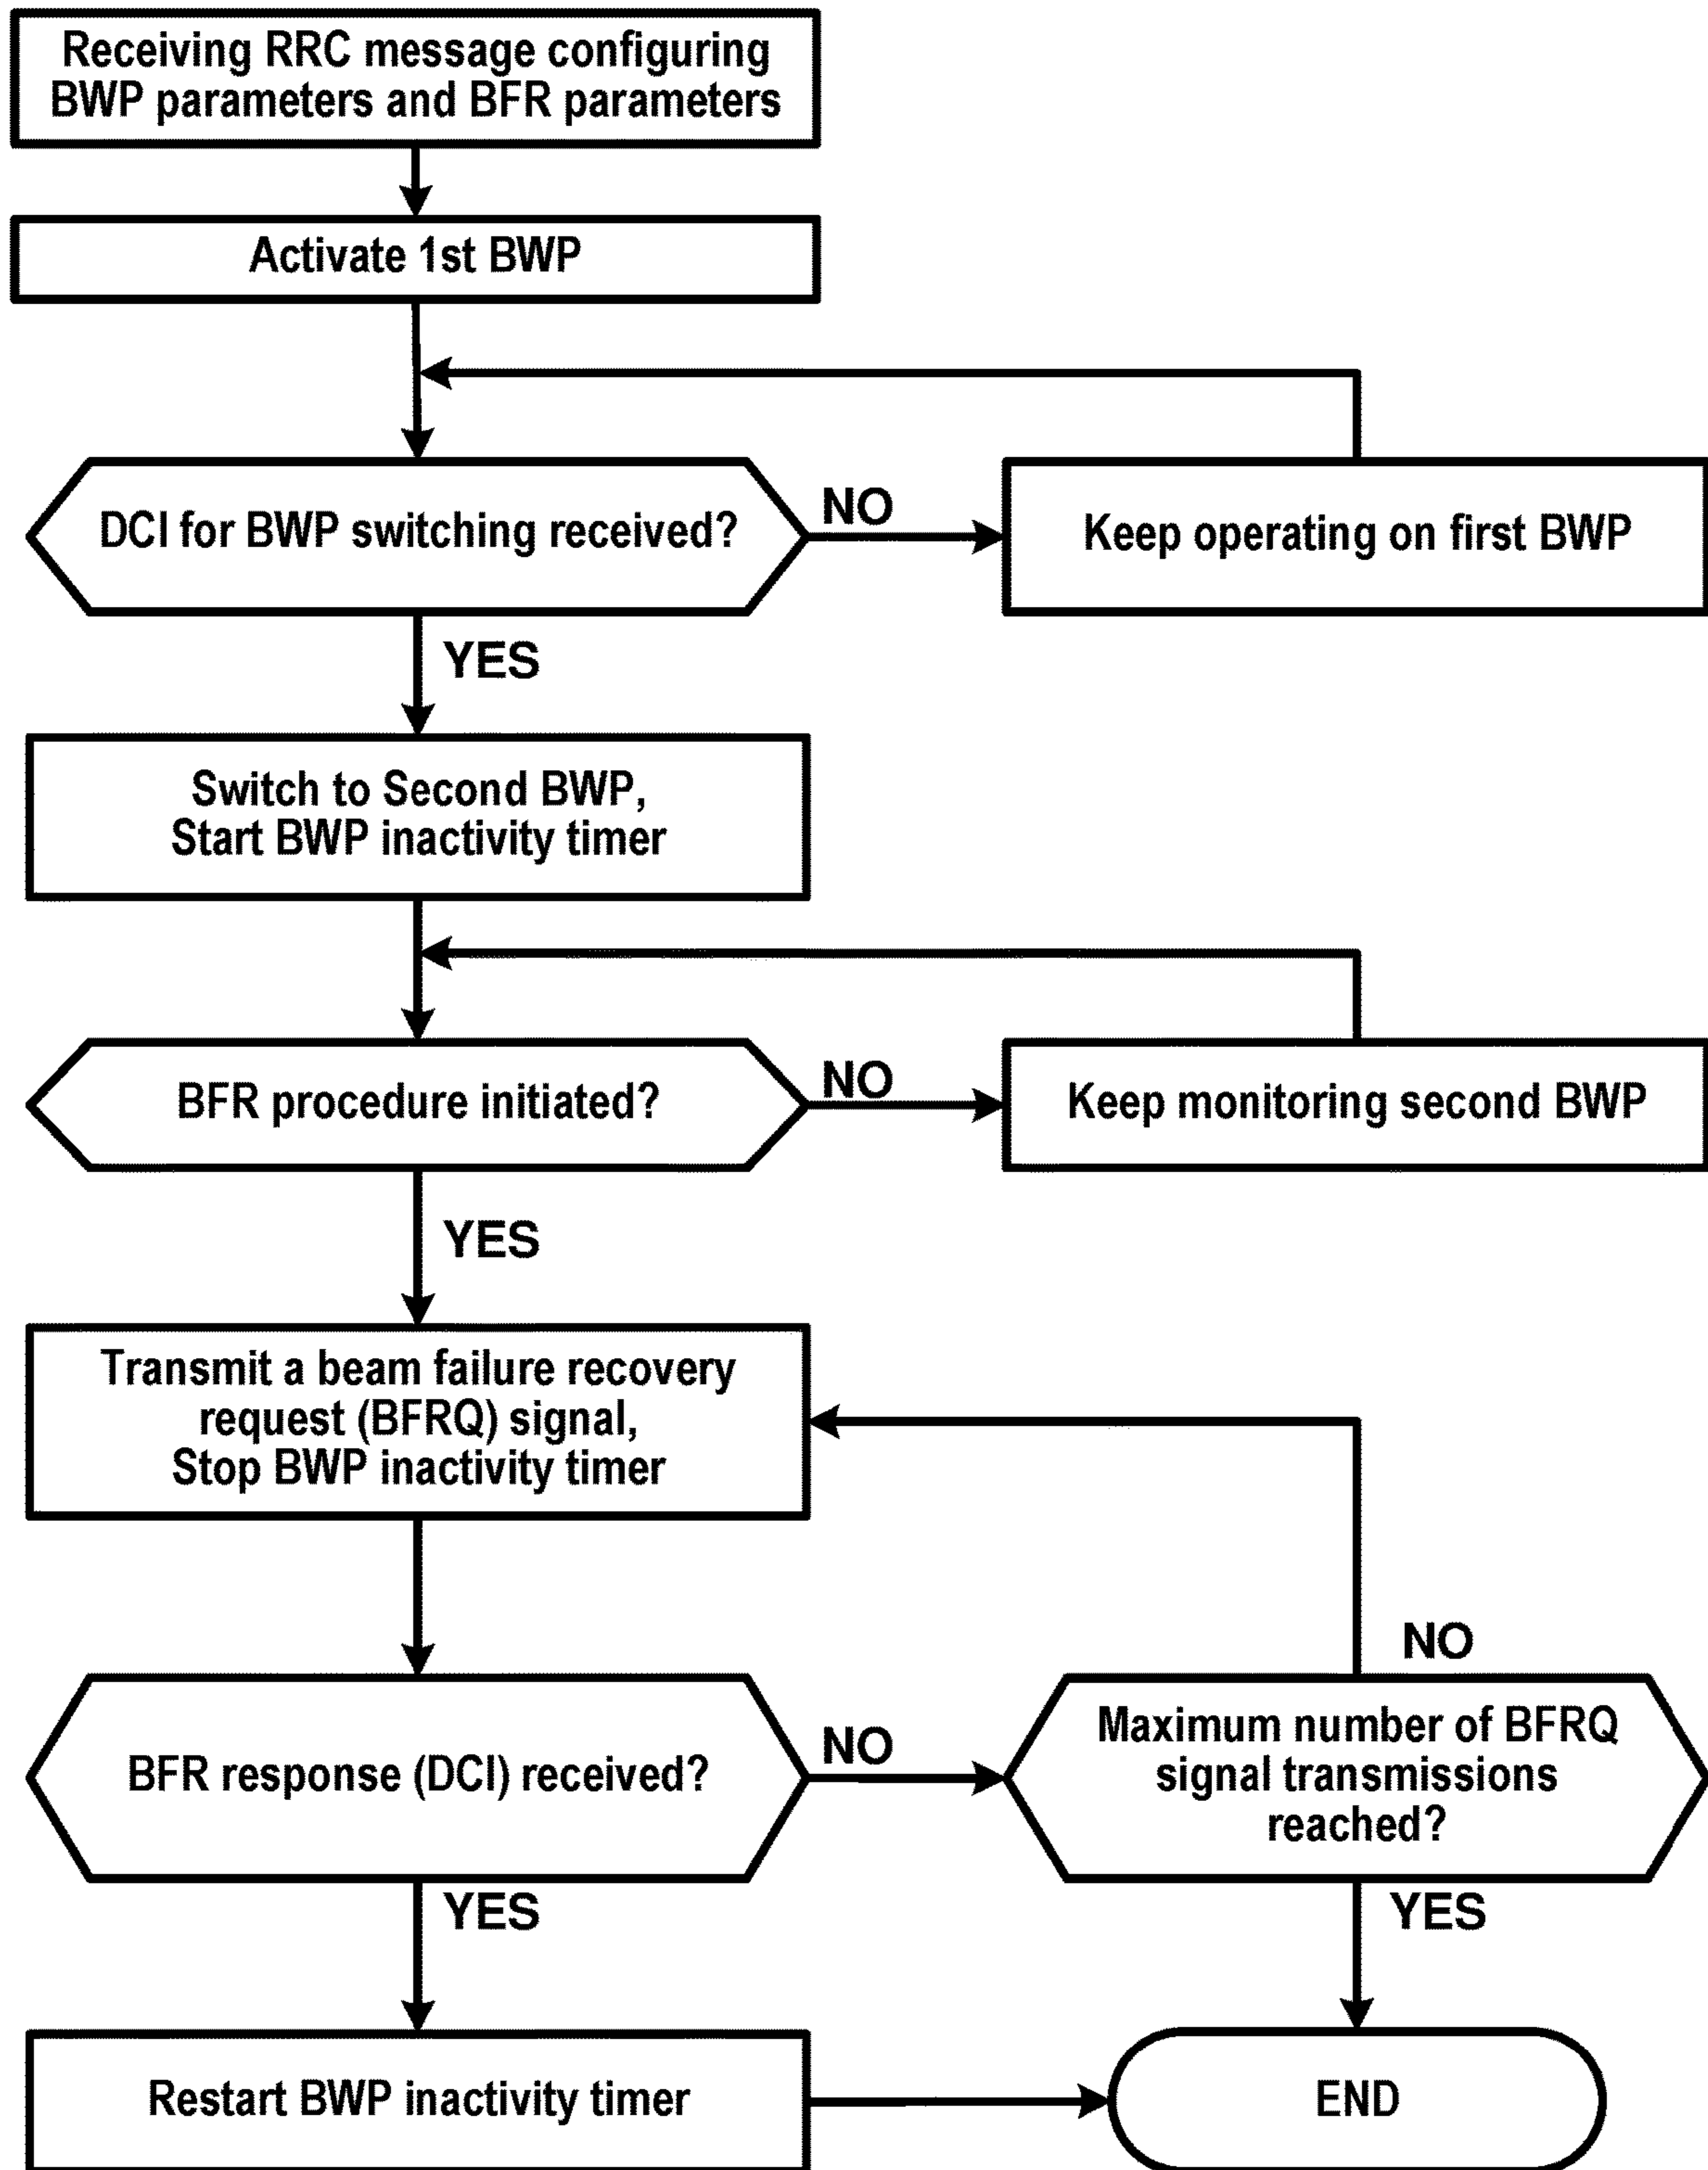 Receiving RRC message configuring
BWP parameters and BFR parameters
Activate 1st BWP
DCI for BWP switching received?
NO
Keep operating on first BWP
YES
Switch to Second BWP,
Start BWP inactivity timer
BFR procedure initiated?
NO
Keep monitoring second BWP
YES
Transmit a beam failure recovery
request (BFRQ) signal,
Stop BWP inactivity timer
BFR response (DCI) received?
NO
Maximum number of BFRQ
signal transmissions
reached?
NO
YES
YES
Restart BWP inactivity timer
END